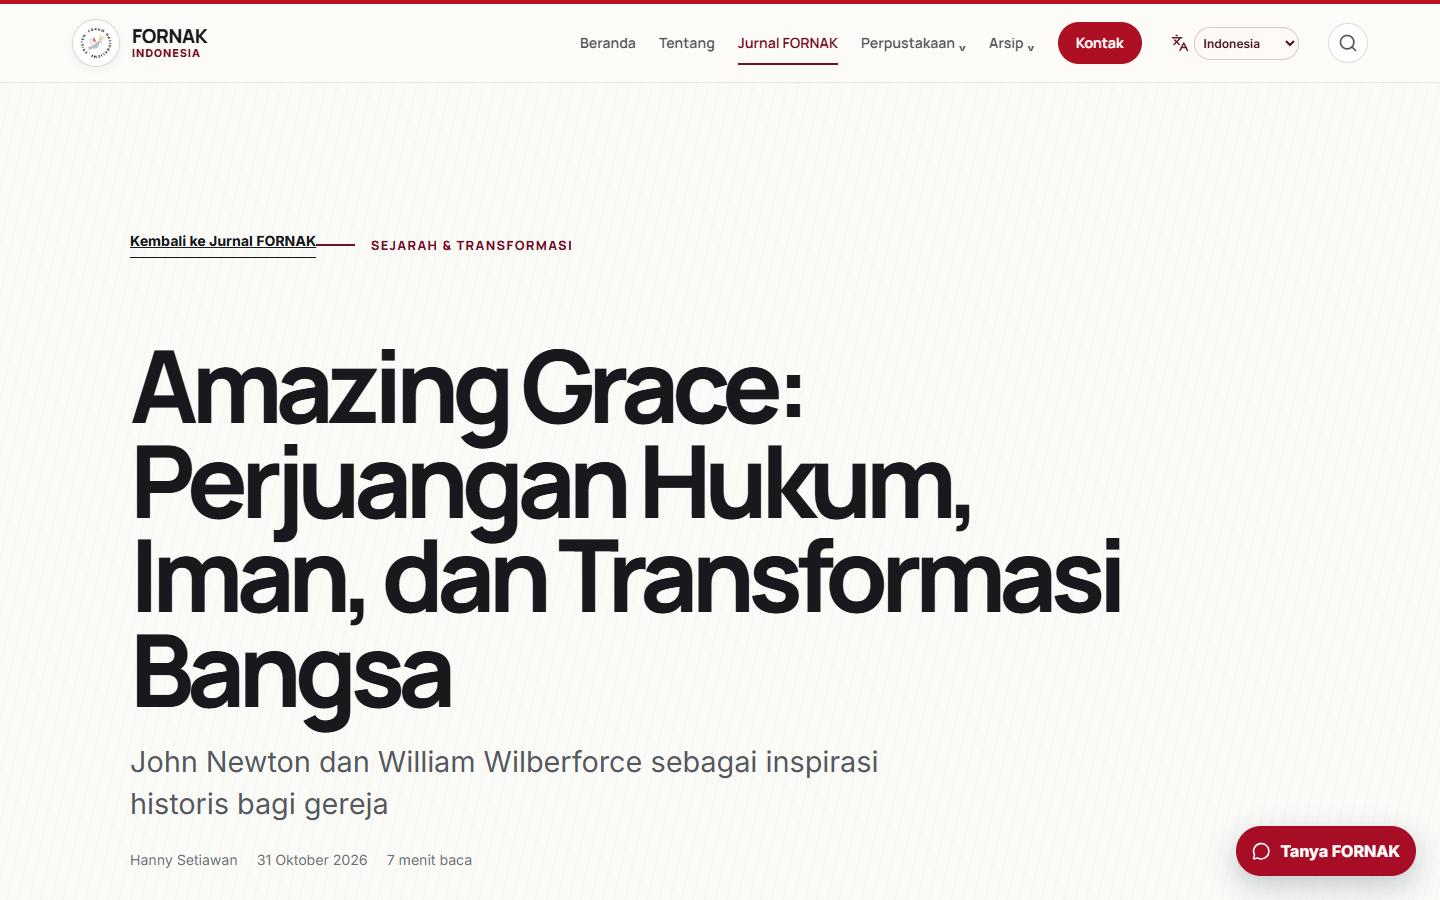 FORNAK
INDONESIA
Beranda
Tentang
Jurnal FORNAK
Perpustakaan v
Arsip v
Kontak
Indonesia
Kembali ke Jurnal FORNAK
SEJARAH & TRANSFORMASI
Amazing Grace:
Perjuangan Hukum,
Iman, dan Transformasi
Bangsa
John Newton dan William Wilberforce sebagai inspirasi
historis bagi gereja
Hanny Setiawan
31 Oktober 2026
7 menit baca
Tanya FORNAK